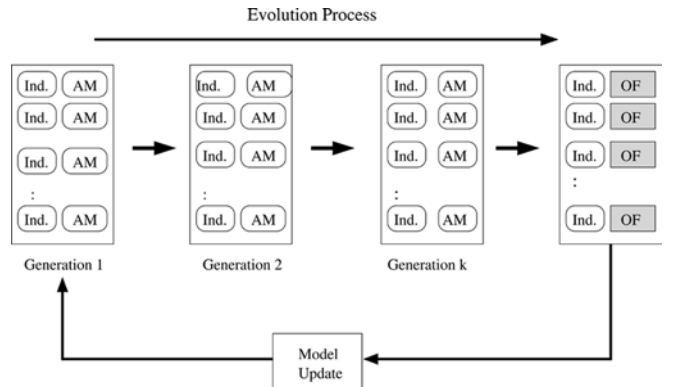 Evolution Process
Ind. AM Ind. AM Ind. AM Ind. OF
Ind. AM Ind. AM Ind. AM Ind. OF
Ind. AM Ind. AM Ind. AM Ind. OF
: : : :
Ind. AM Ind. AM Ind. AM Ind. OF
Generation 1 Generation 2 Generation k
Model
Update